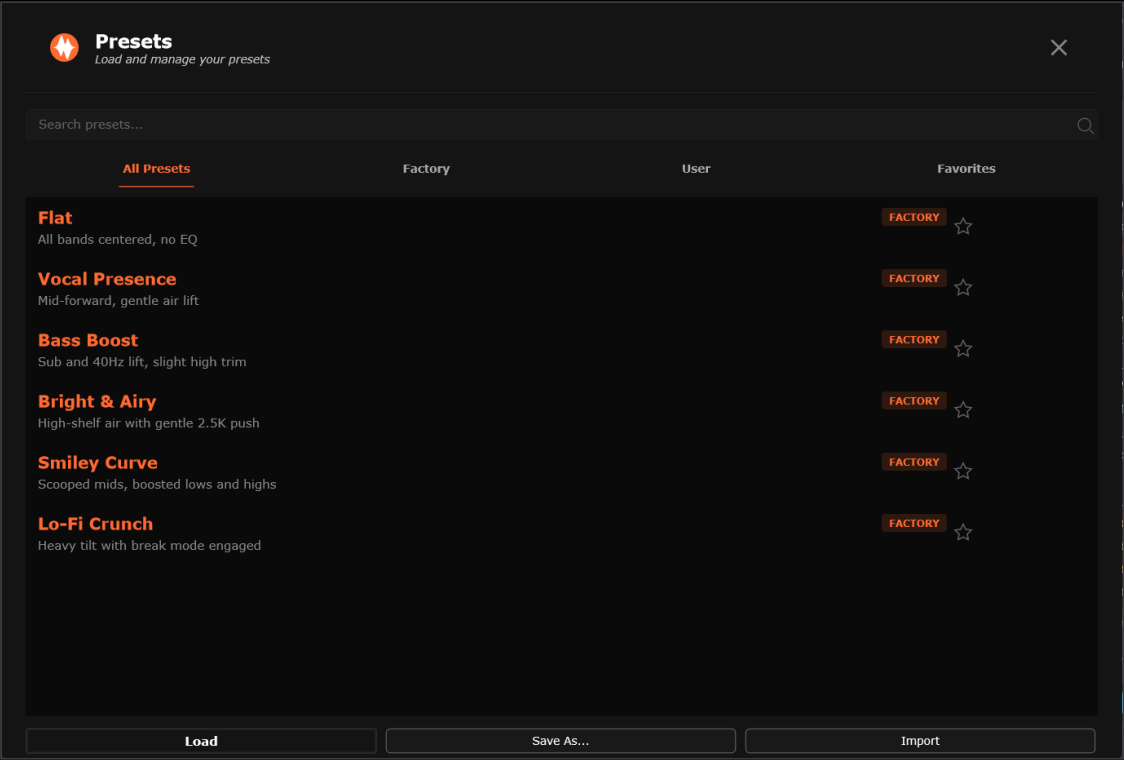 Presets
Load and manage your presets
Search presets...
All Presets
Factory
User
Favorites
Flat
FACTORY
All bands centered, no EQ
Vocal Presence
FACTORY
Mid-forward, gentle air lift
Bass Boost
FACTORY
Sub and 40Hz lift, slight high trim
Bright & Airy
FACTORY
High-shelf air with gentle 2.5K push
Smiley Curve
FACTORY
Scooped mids, boosted lows and highs
Lo-Fi Crunch
FACTORY
Heavy tilt with break mode engaged
Load
Save As...
Import